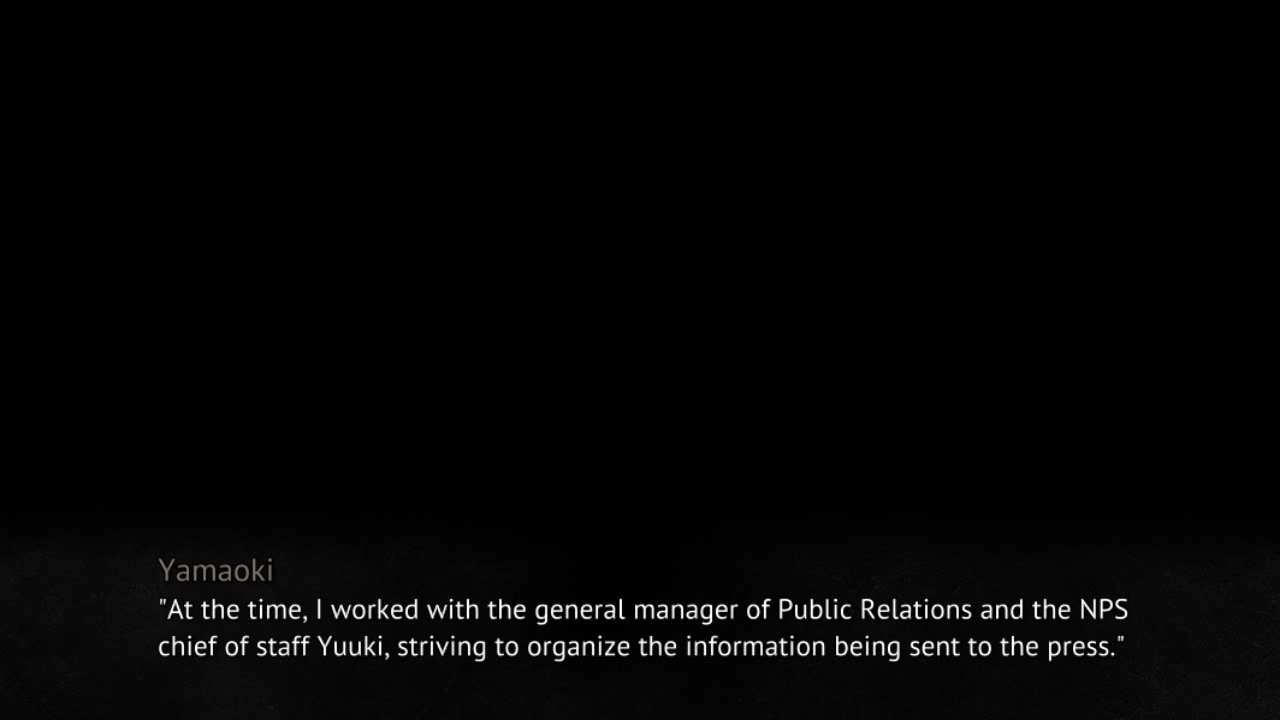 Yamaoki
"At the time, I worked with the general manager of Public Relations and the NPS
chief of staff Yuuki, striving to organize the information being sent to the press."